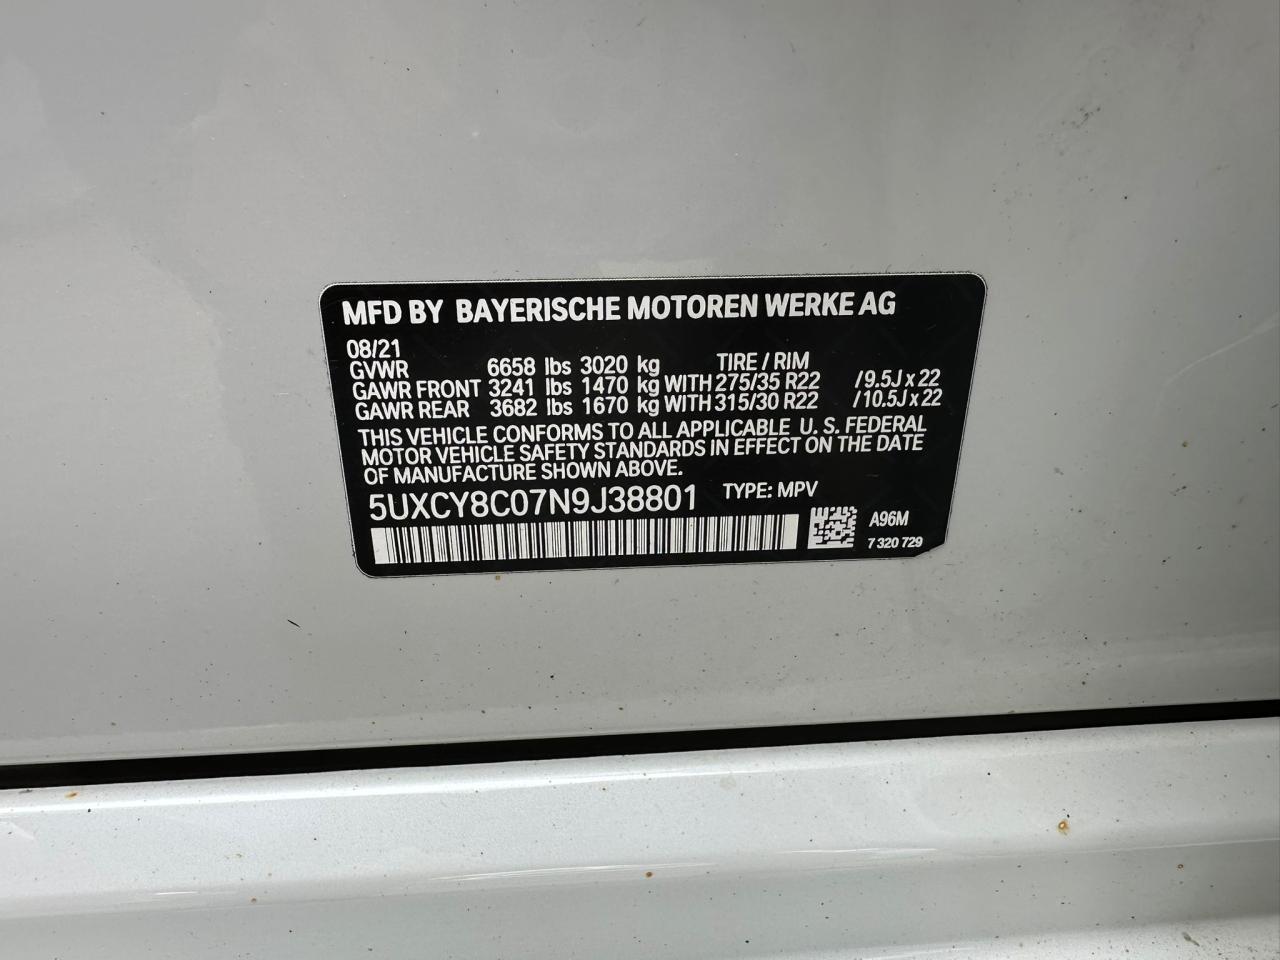 MFD BY BAYERISCHE MOTOREN WERKE AG
08/21
GVWR 6658 lbs 3020 kg TIRE / RIM
GAWR FRONT 3241 lbs 1470 kg WITH 275/35 R22 /9.5J x 22
GAWR REAR 3682 lbs 1670 kg WITH 315/30 R22 /10.5J x 22
THIS VEHICLE CONFORMS TO ALL APPLICABLE U. S. FEDERAL
MOTOR VEHICLE SAFETY STANDARDS IN EFFECT ON THE DATE
OF MANUFACTURE SHOWN ABOVE.
5UXCY8C07N9J38801 TYPE: MPV
A96M
7 320 729